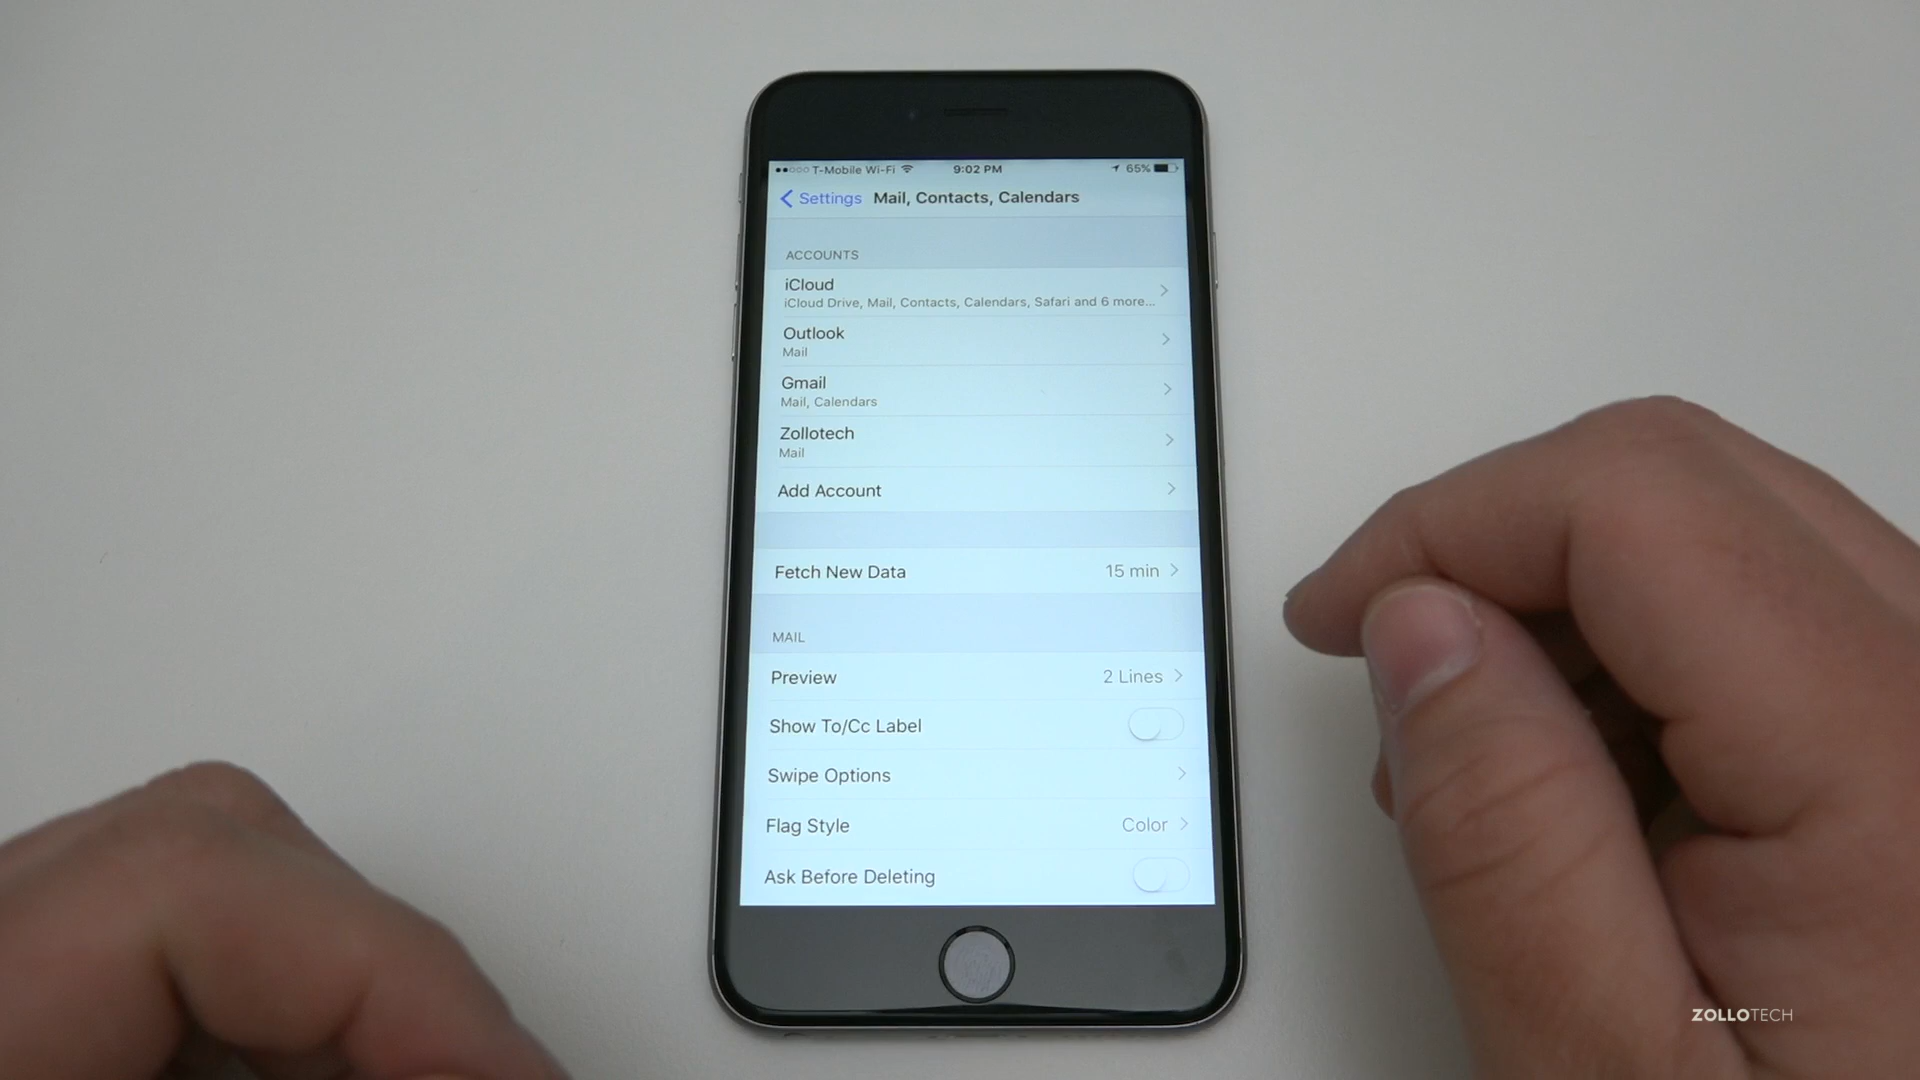 T-Mobile Wi-Fi 9:02 PM 65%
Settings Mail, Contacts, Calendars
ACCOUNTS
iCloud
iCloud Drive, Mail, Contacts, Calendars, Safari and 6 more...
Outlook
Mail
Gmail
Mail, Calendars
Zollotech
Mail
Add Account
Fetch New Data 15 min
MAIL
Preview 2 Lines
Show To/Cc Label
Swipe Options
Flag Style Color
Ask Before Deleting
ZOLLOTECH